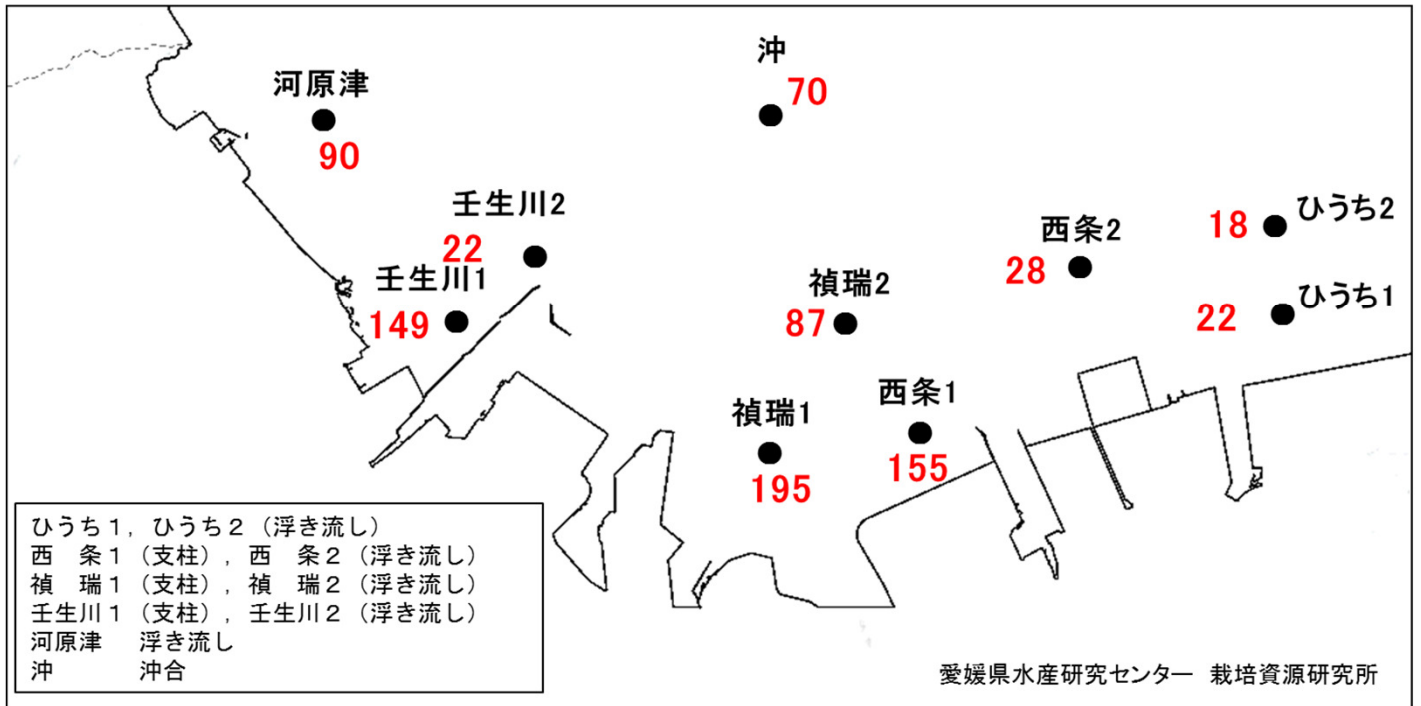 沖
70
河原津
90
壬生川2
22
ひうち2
18
西条2
28
壬生川1
149
禎瑞2
87
ひうち1
22
西条1
155
禎瑞1
195
ひうち１，ひうち２（浮き流し）
西　条１（支柱），西　条２（浮き流し）
禎　瑞１（支柱），禎　瑞２（浮き流し）
壬生川１（支柱），壬生川２（浮き流し）
河原津　　浮き流し
沖　　　　沖合
愛媛県水産研究センター　栽培資源研究所